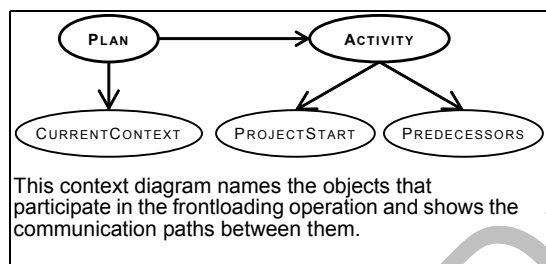 PLAN
ACTIVITY
CURRENTCONTEXT
PROJECTSTART
PREDECESSORS
This context diagram names the objects that
participate in the frontloading operation and shows the
communication paths between them.